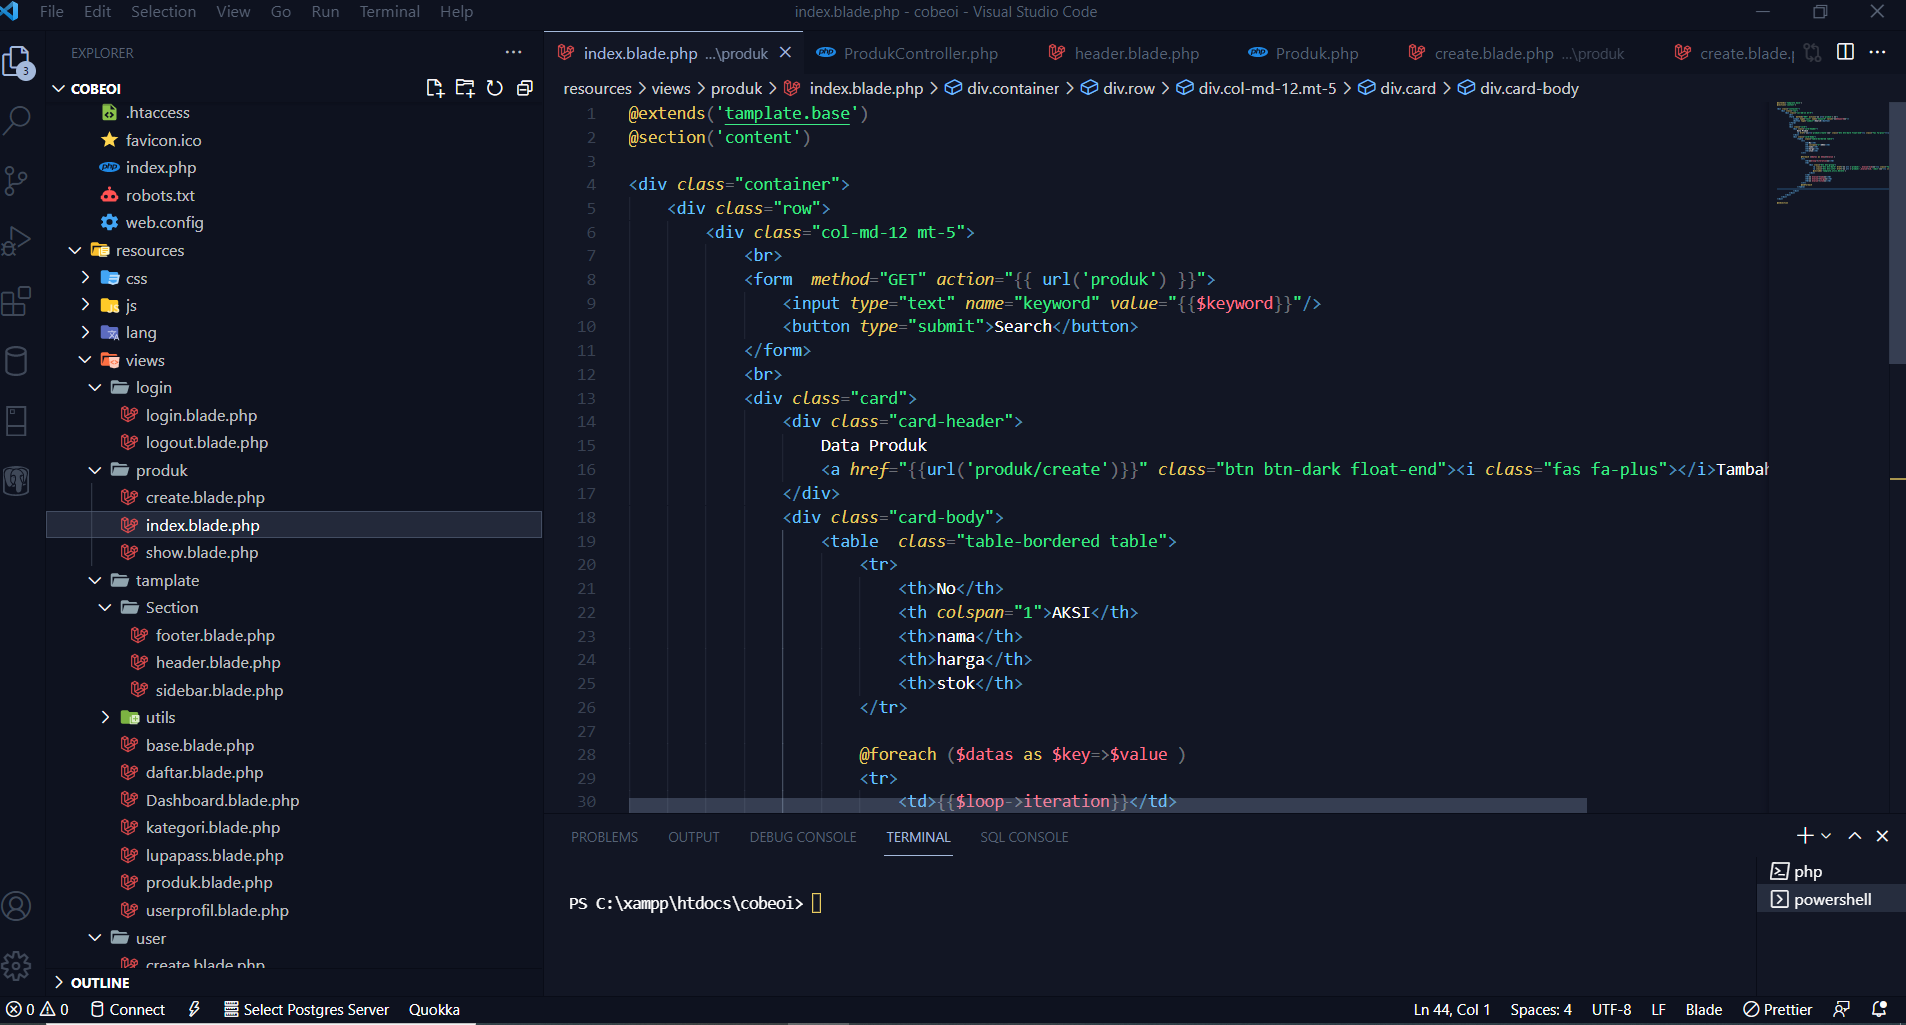 File Edit Selection View Go Run Terminal Help
index.blade.php - cobeoi - Visual Studio Code
EXPLORER
3
COBEOI
.htaccess
favicon.ico
index.php
robots.txt
web.config
resources
css
js
lang
views
login
login.blade.php
logout.blade.php
produk
create.blade.php
index.blade.php
show.blade.php
tamplate
Section
footer.blade.php
header.blade.php
sidebar.blade.php
utils
base.blade.php
daftar.blade.php
Dashboard.blade.php
kategori.blade.php
lupapass.blade.php
produk.blade.php
userprofil.blade.php
user
create.blade.php
OUTLINE
index.blade.php ...\produk ProdukController.php header.blade.php Produk.php create.blade.php ...\produk create.blade.p
resources > views > produk > index.blade.php > div.container > div.row > div.col-md-12.mt-5 > div.card > div.card-body
1 @extends('tamplate.base')
2 @section('content')
3
4 <div class="container">
5 <div class="row">
6 <div class="col-md-12 mt-5">
7 <br>
8 <form  method="GET" action="{{ url('produk') }}">
9 <input type="text" name="keyword" value="{{$keyword}}"/>
10 <button type="submit">Search</button>
11 </form>
12 <br>
13 <div class="card">
14 <div class="card-header">
15 Data Produk
16 <a href="{{url('produk/create')}}" class="btn btn-dark float-end"><i class="fas fa-plus"></i>Tambah
17 </div>
18 <div class="card-body">
19 <table  class="table-bordered table">
20 <tr>
21 <th>No</th>
22 <th colspan="1">AKSI</th>
23 <th>nama</th>
24 <th>harga</th>
25 <th>stok</th>
26 </tr>
27
28 @foreach ($datas as $key=>$value )
29 <tr>
30 <td>{{$loop->iteration}}</td>
PROBLEMS OUTPUT DEBUG CONSOLE TERMINAL SQL CONSOLE
PS C:\xampp\htdocs\cobeoi>
php
powershell
0 0 Connect Select Postgres Server Quokka
Ln 44, Col 1 Spaces: 4 UTF-8 LF Blade Prettier